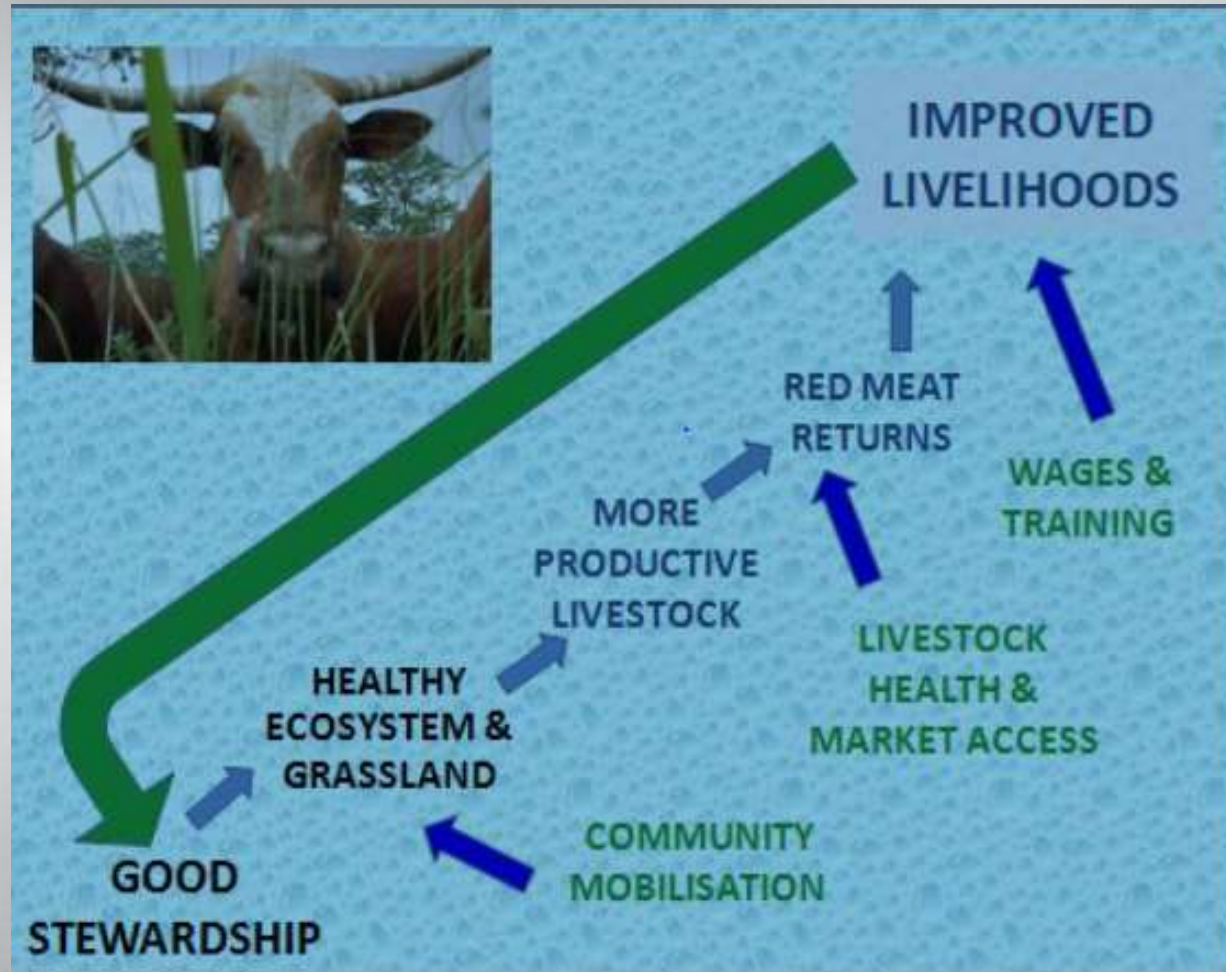 IMPROVED
LIVELIHOODS
RED MEAT
RETURNS
WAGES &
TRAINING
MORE
PRODUCTIVE
LIVESTOCK
LIVESTOCK
HEALTH &
MARKET ACCESS
HEALTHY
ECOSYSTEM &
GRASSLAND
COMMUNITY
MOBILISATION
GOOD
STEWARDSHIP